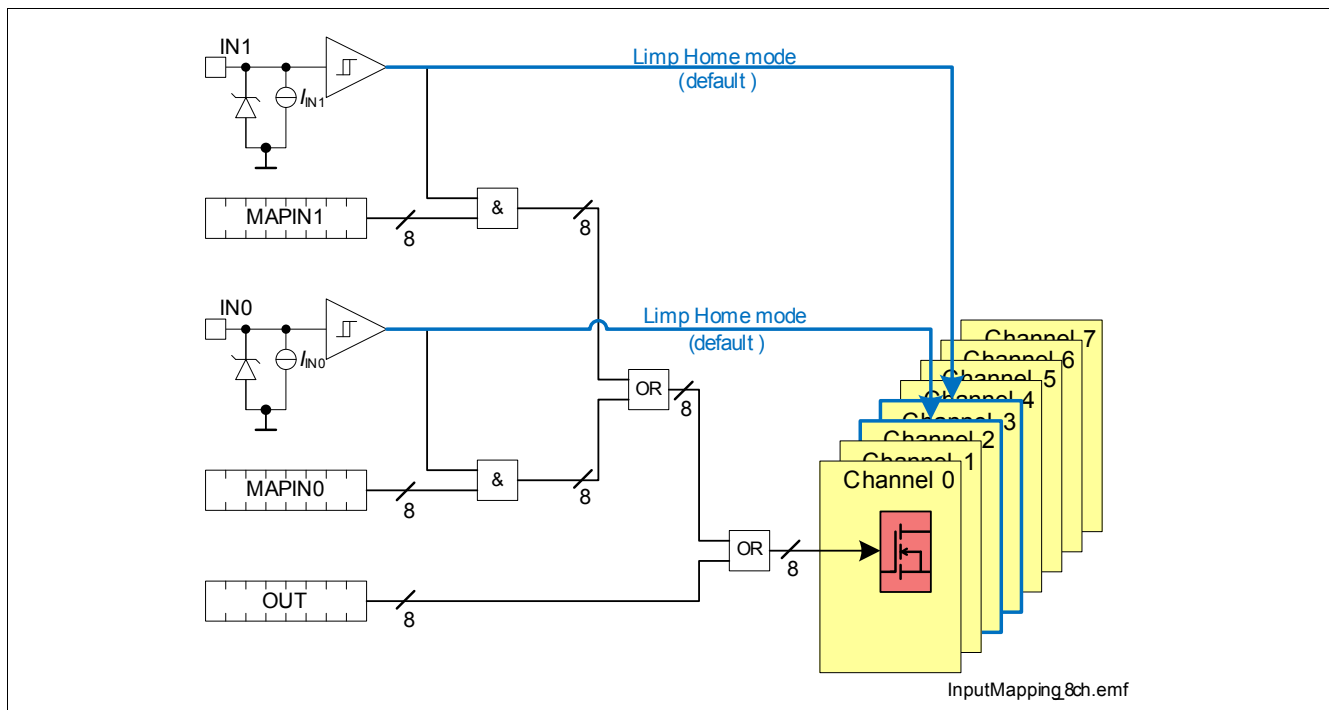 IN1
IIN1
Limp Home mode
(default )
MAPIN1
8
&
8
IN0
IIN0
Limp Home mode
(default )
OR
8
MAPIN0
8
&
8
OUT
8
OR
8
Channel 7
Channel 6
Channel 5
Channel 4
Channel 3
Channel 2
Channel 1
Channel 0
InputMapping_8ch.emf